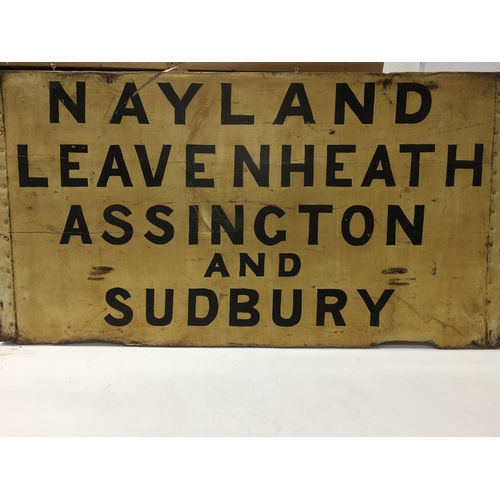 NAYLAND
LEAVENHEATH
ASSINGTON
AND
SUDBURY